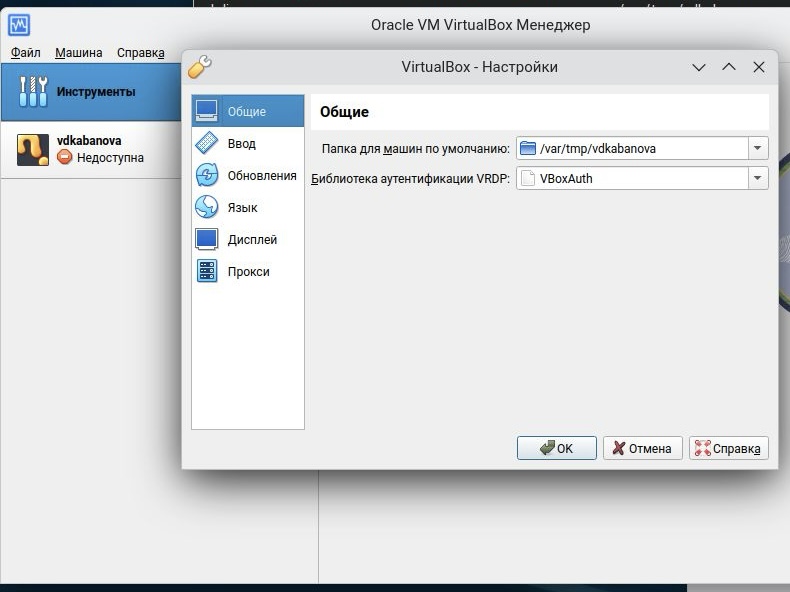 Oracle VM VirtualBox Менеджер
Файл Машина Справка
Инструменты
vdkabanova
Недоступна
VirtualBox - Настройки
Общие
Ввод
Обновления
Язык
Дисплей
Прокси
Общие
Папка для машин по умолчанию: /var/tmp/vdkabanova
Библиотека аутентификации VRDP: VBoxAuth
OK Отмена Справка